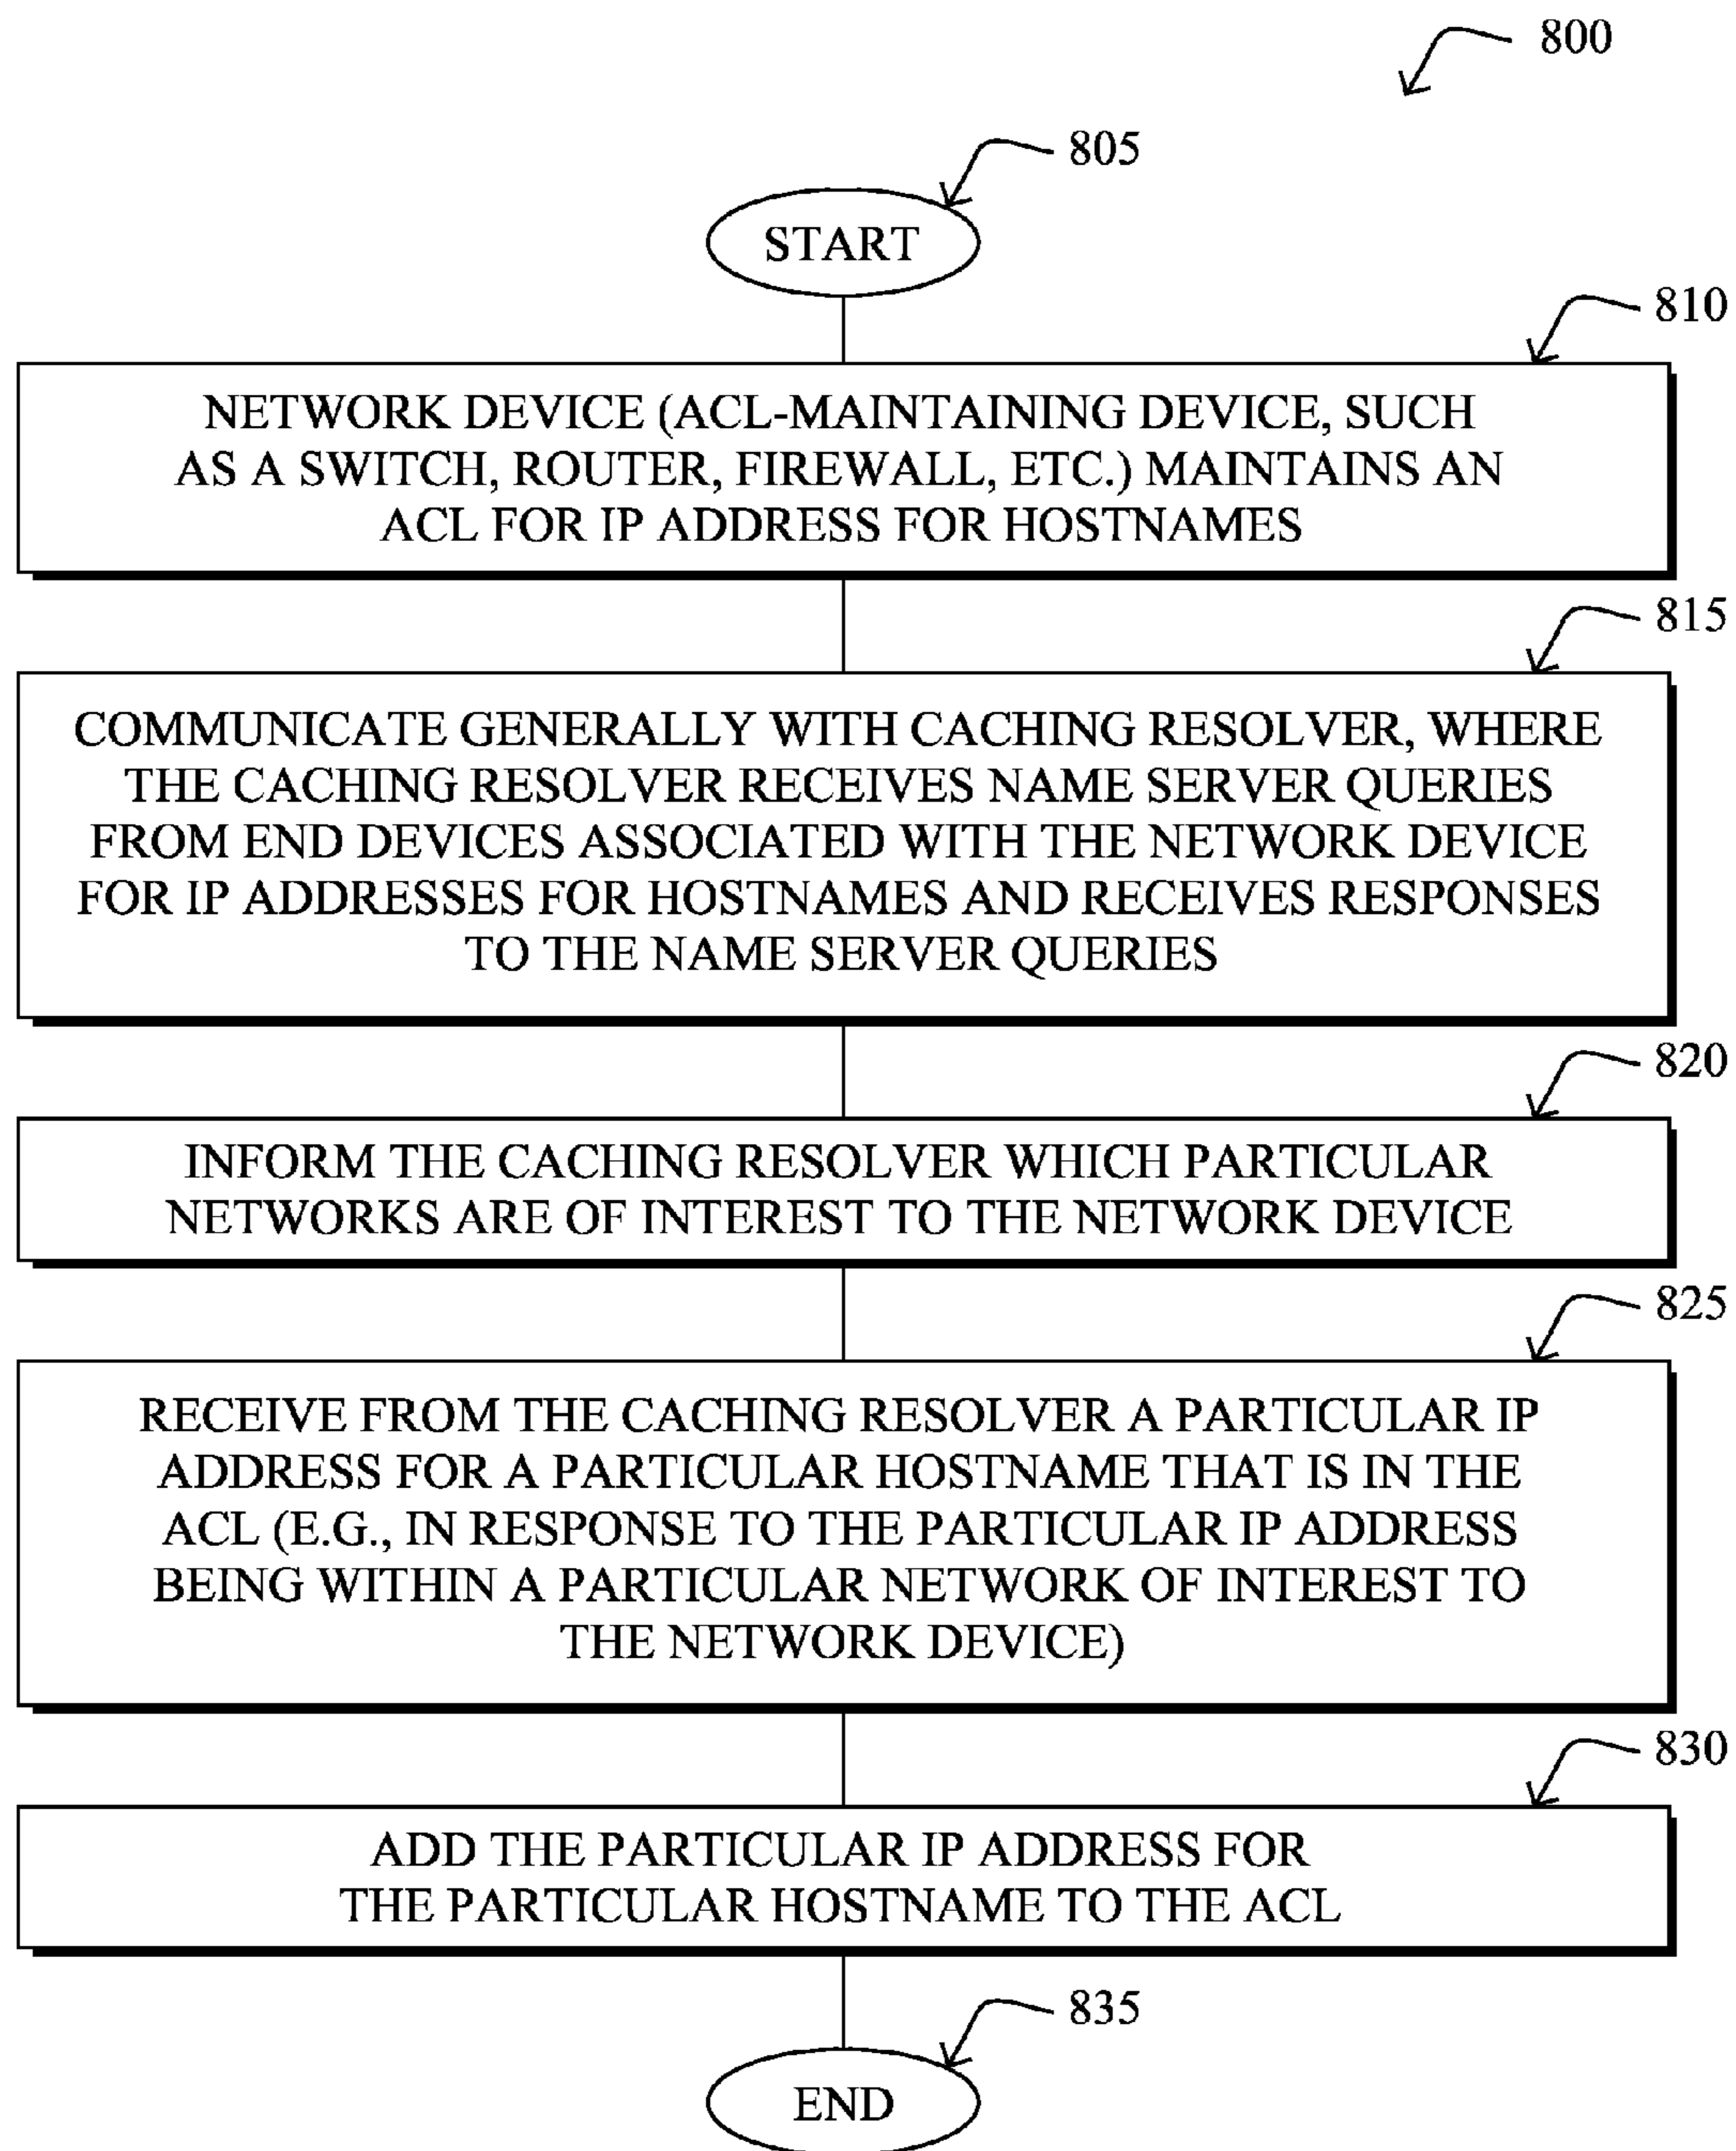 800
805
START
810
NETWORK DEVICE (ACL-MAINTAINING DEVICE, SUCH
AS A SWITCH, ROUTER, FIREWALL, ETC.) MAINTAINS AN
ACL FOR IP ADDRESS FOR HOSTNAMES
815
COMMUNICATE GENERALLY WITH CACHING RESOLVER, WHERE
THE CACHING RESOLVER RECEIVES NAME SERVER QUERIES
FROM END DEVICES ASSOCIATED WITH THE NETWORK DEVICE
FOR IP ADDRESSES FOR HOSTNAMES AND RECEIVES RESPONSES
TO THE NAME SERVER QUERIES
820
INFORM THE CACHING RESOLVER WHICH PARTICULAR
NETWORKS ARE OF INTEREST TO THE NETWORK DEVICE
825
RECEIVE FROM THE CACHING RESOLVER A PARTICULAR IP
ADDRESS FOR A PARTICULAR HOSTNAME THAT IS IN THE
ACL (E.G., IN RESPONSE TO THE PARTICULAR IP ADDRESS
BEING WITHIN A PARTICULAR NETWORK OF INTEREST TO
THE NETWORK DEVICE)
830
ADD THE PARTICULAR IP ADDRESS FOR
THE PARTICULAR HOSTNAME TO THE ACL
835
END